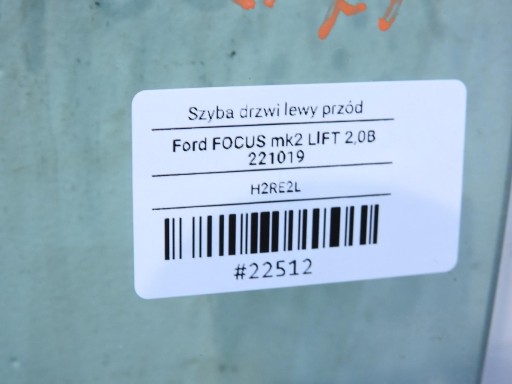 Szyba drzwi lewy przód
Ford FOCUS mk2 LIFT 2,0B
221019
H2RE2L
#22512